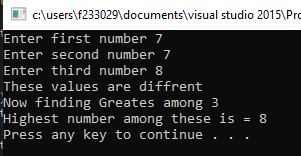 c:\users\f233029\documents\visual studio 2015\Pro
Enter first number 7
Enter second number 7
Enter third number 8
These values are diffrent
Now finding Greates among 3
Highest number among these is = 8
Press any key to continue . . .